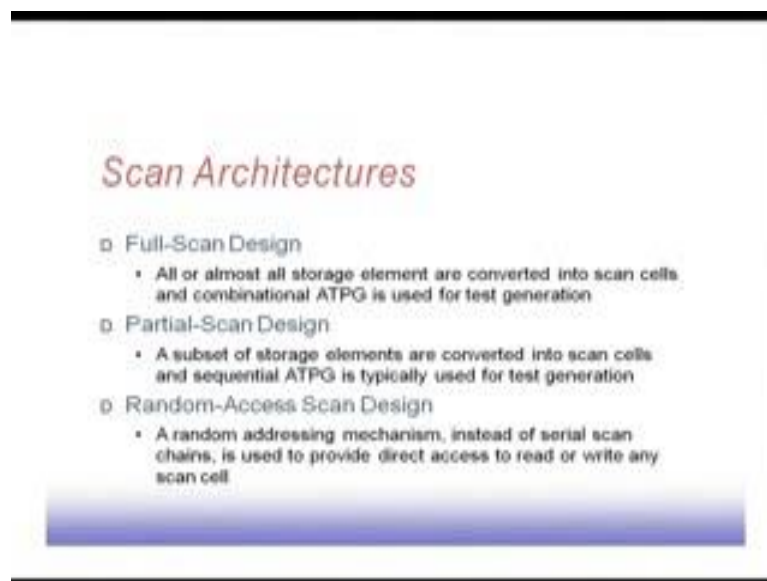 Scan Architectures
Full-Scan Design
• All or almost all storage element are converted into scan cells
and combinational ATPG is used for test generation
Partial-Scan Design
• A subset of storage elements are converted into scan cells
and sequential ATPG is typically used for test generation
Random-Access Scan Design
• A random addressing mechanism, instead of serial scan
chains, is used to provide direct access to read or write any
scan cell